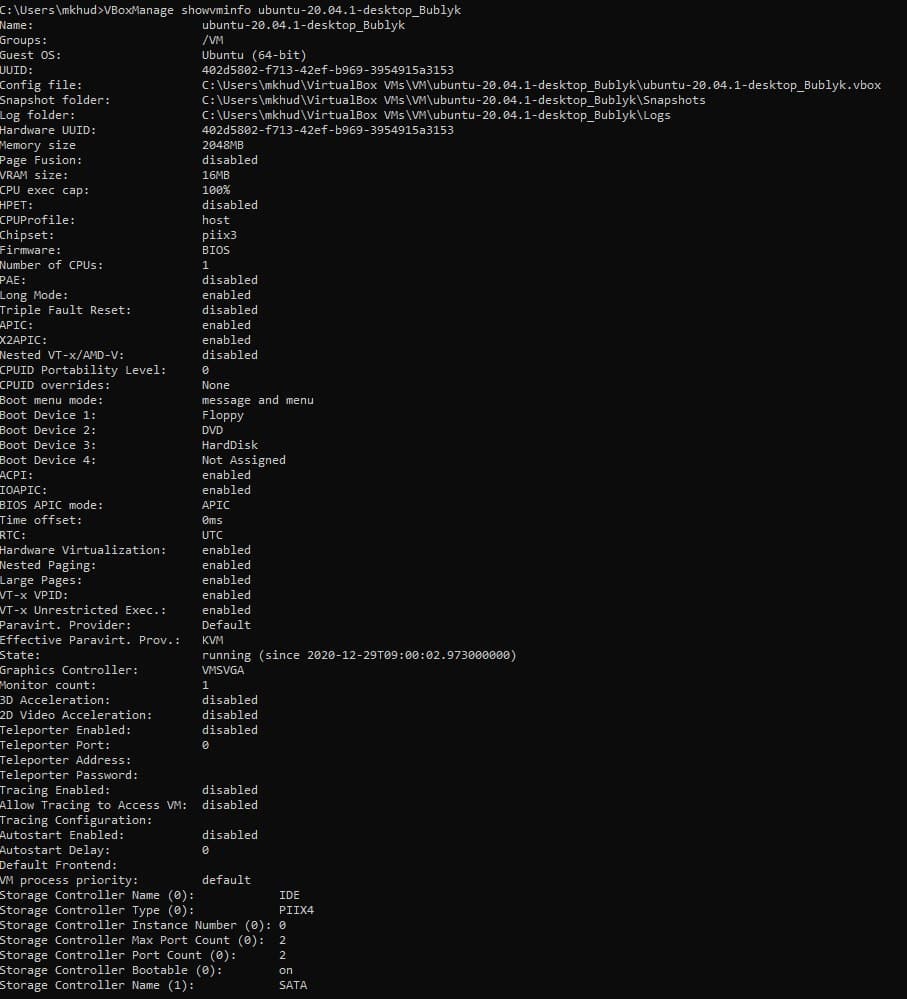 C:\Users\mkhud>VBoxManage showvminfo ubuntu-20.04.1-desktop_Bublyk
Name:                        ubuntu-20.04.1-desktop_Bublyk
Groups:                      /VM
Guest OS:                    Ubuntu (64-bit)
UUID:                        402d5802-f713-42ef-b969-3954915a3153
Config file:                 C:\Users\mkhud\VirtualBox VMs\VM\ubuntu-20.04.1-desktop_Bublyk\ubuntu-20.04.1-desktop_Bublyk.vbox
Snapshot folder:             C:\Users\mkhud\VirtualBox VMs\VM\ubuntu-20.04.1-desktop_Bublyk\Snapshots
Log folder:                  C:\Users\mkhud\VirtualBox VMs\VM\ubuntu-20.04.1-desktop_Bublyk\Logs
Hardware UUID:               402d5802-f713-42ef-b969-3954915a3153
Memory size                  2048MB
Page Fusion:                 disabled
VRAM size:                   16MB
CPU exec cap:                100%
HPET:                        disabled
CPUProfile:                  host
Chipset:                     piix3
Firmware:                    BIOS
Number of CPUs:              1
PAE:                         disabled
Long Mode:                   enabled
Triple Fault Reset:          disabled
APIC:                        enabled
X2APIC:                      enabled
Nested VT-x/AMD-V:           disabled
CPUID Portability Level:     0
CPUID overrides:             None
Boot menu mode:              message and menu
Boot Device 1:               Floppy
Boot Device 2:               DVD
Boot Device 3:               HardDisk
Boot Device 4:               Not Assigned
ACPI:                        enabled
IOAPIC:                      enabled
BIOS APIC mode:              APIC
Time offset:                 0ms
RTC:                         UTC
Hardware Virtualization:     enabled
Nested Paging:               enabled
Large Pages:                 enabled
VT-x VPID:                   enabled
VT-x Unrestricted Exec.:     enabled
Paravirt. Provider:          Default
Effective Paravirt. Prov.:   KVM
State:                       running (since 2020-12-29T09:00:02.973000000)
Graphics Controller:         VMSVGA
Monitor count:               1
3D Acceleration:             disabled
2D Video Acceleration:       disabled
Teleporter Enabled:          disabled
Teleporter Port:             0
Teleporter Address:
Teleporter Password:
Tracing Enabled:             disabled
Allow Tracing to Access VM:  disabled
Tracing Configuration:
Autostart Enabled:           disabled
Autostart Delay:             0
Default Frontend:
VM process priority:         default
Storage Controller Name (0):            IDE
Storage Controller Type (0):            PIIX4
Storage Controller Instance Number (0): 0
Storage Controller Max Port Count (0):  2
Storage Controller Port Count (0):      2
Storage Controller Bootable (0):        on
Storage Controller Name (1):            SATA